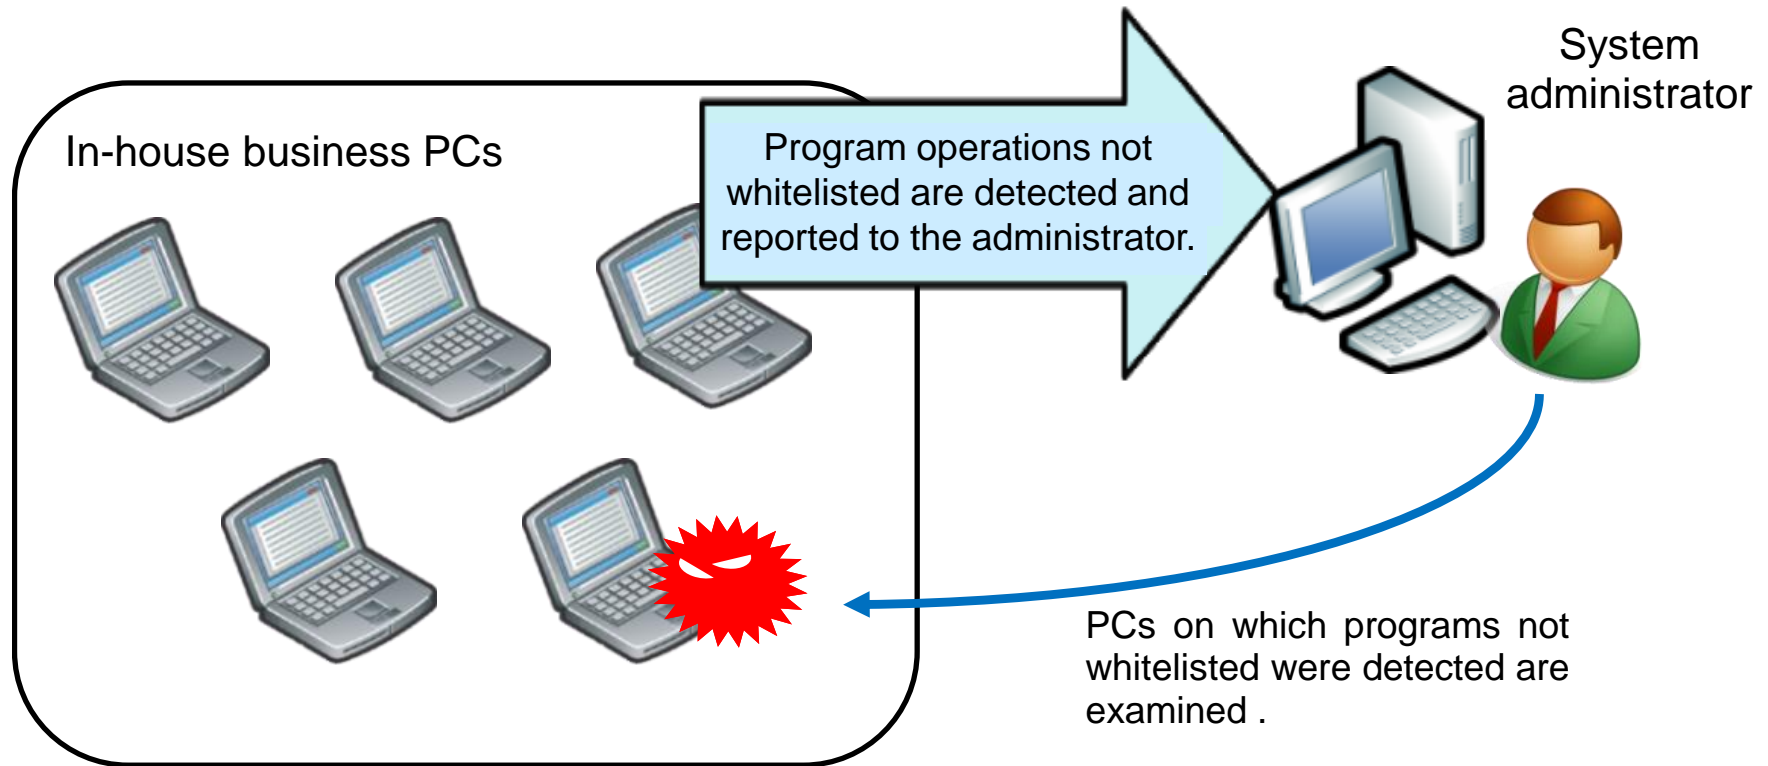 System
administrator
In-house business PCs
Program operations not
whitelisted are detected and
reported to the administrator.
PCs on which programs not
whitelisted were detected are
examined .